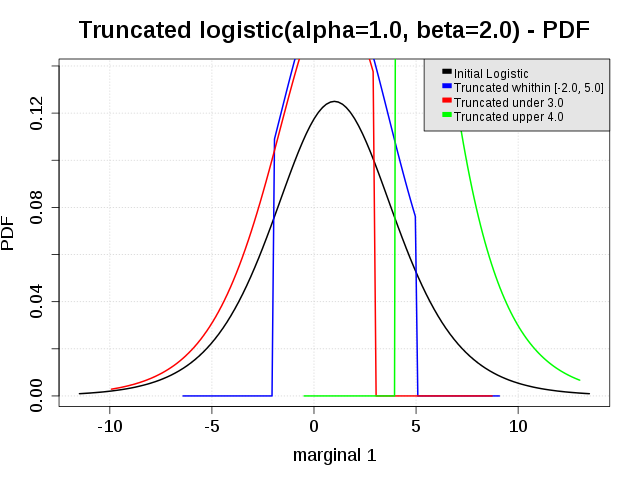 Truncated logistic(alpha=1.0, beta=2.0) - PDF
Initial Logistic
Truncated whithin [-2.0, 5.0]
Truncated under 3.0
Truncated upper 4.0
PDF
0.12
0.08
0.04
0.00
-10 -5 0 5 10
marginal 1